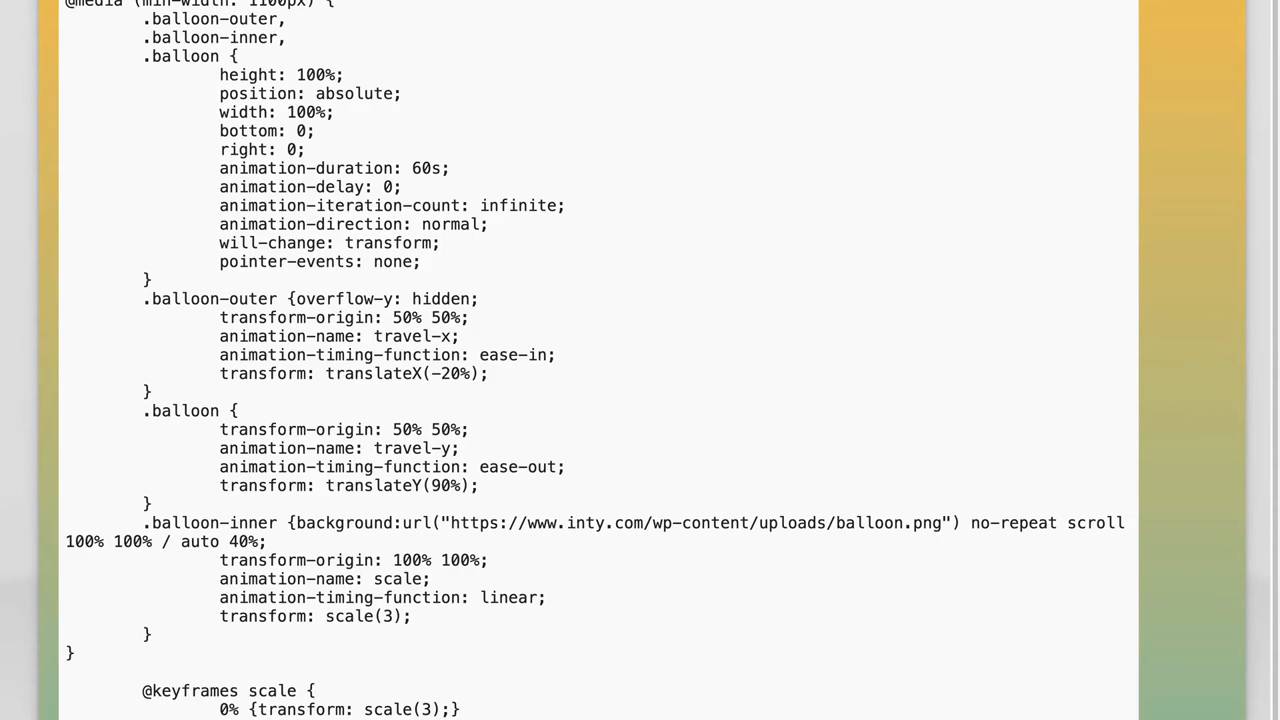 @media (min-width: 1100px) {
.balloon-outer,
.balloon-inner,
.balloon {
height: 100%;
position: absolute;
width: 100%;
bottom: 0;
right: 0;
animation-duration: 60s;
animation-delay: 0;
animation-iteration-count: infinite;
animation-direction: normal;
will-change: transform;
pointer-events: none;
}
.balloon-outer {overflow-y: hidden;
transform-origin: 50% 50%;
animation-name: travel-x;
animation-timing-function: ease-in;
transform: translateX(-20%);
}
.balloon {
transform-origin: 50% 50%;
animation-name: travel-y;
animation-timing-function: ease-out;
transform: translateY(90%);
}
.balloon-inner {background:url("https://www.inty.com/wp-content/uploads/balloon.png") no-repeat scroll
100% 100% / auto 40%;
transform-origin: 100% 100%;
animation-name: scale;
animation-timing-function: linear;
transform: scale(3);
}
}
@keyframes scale {
0% {transform: scale(3);}